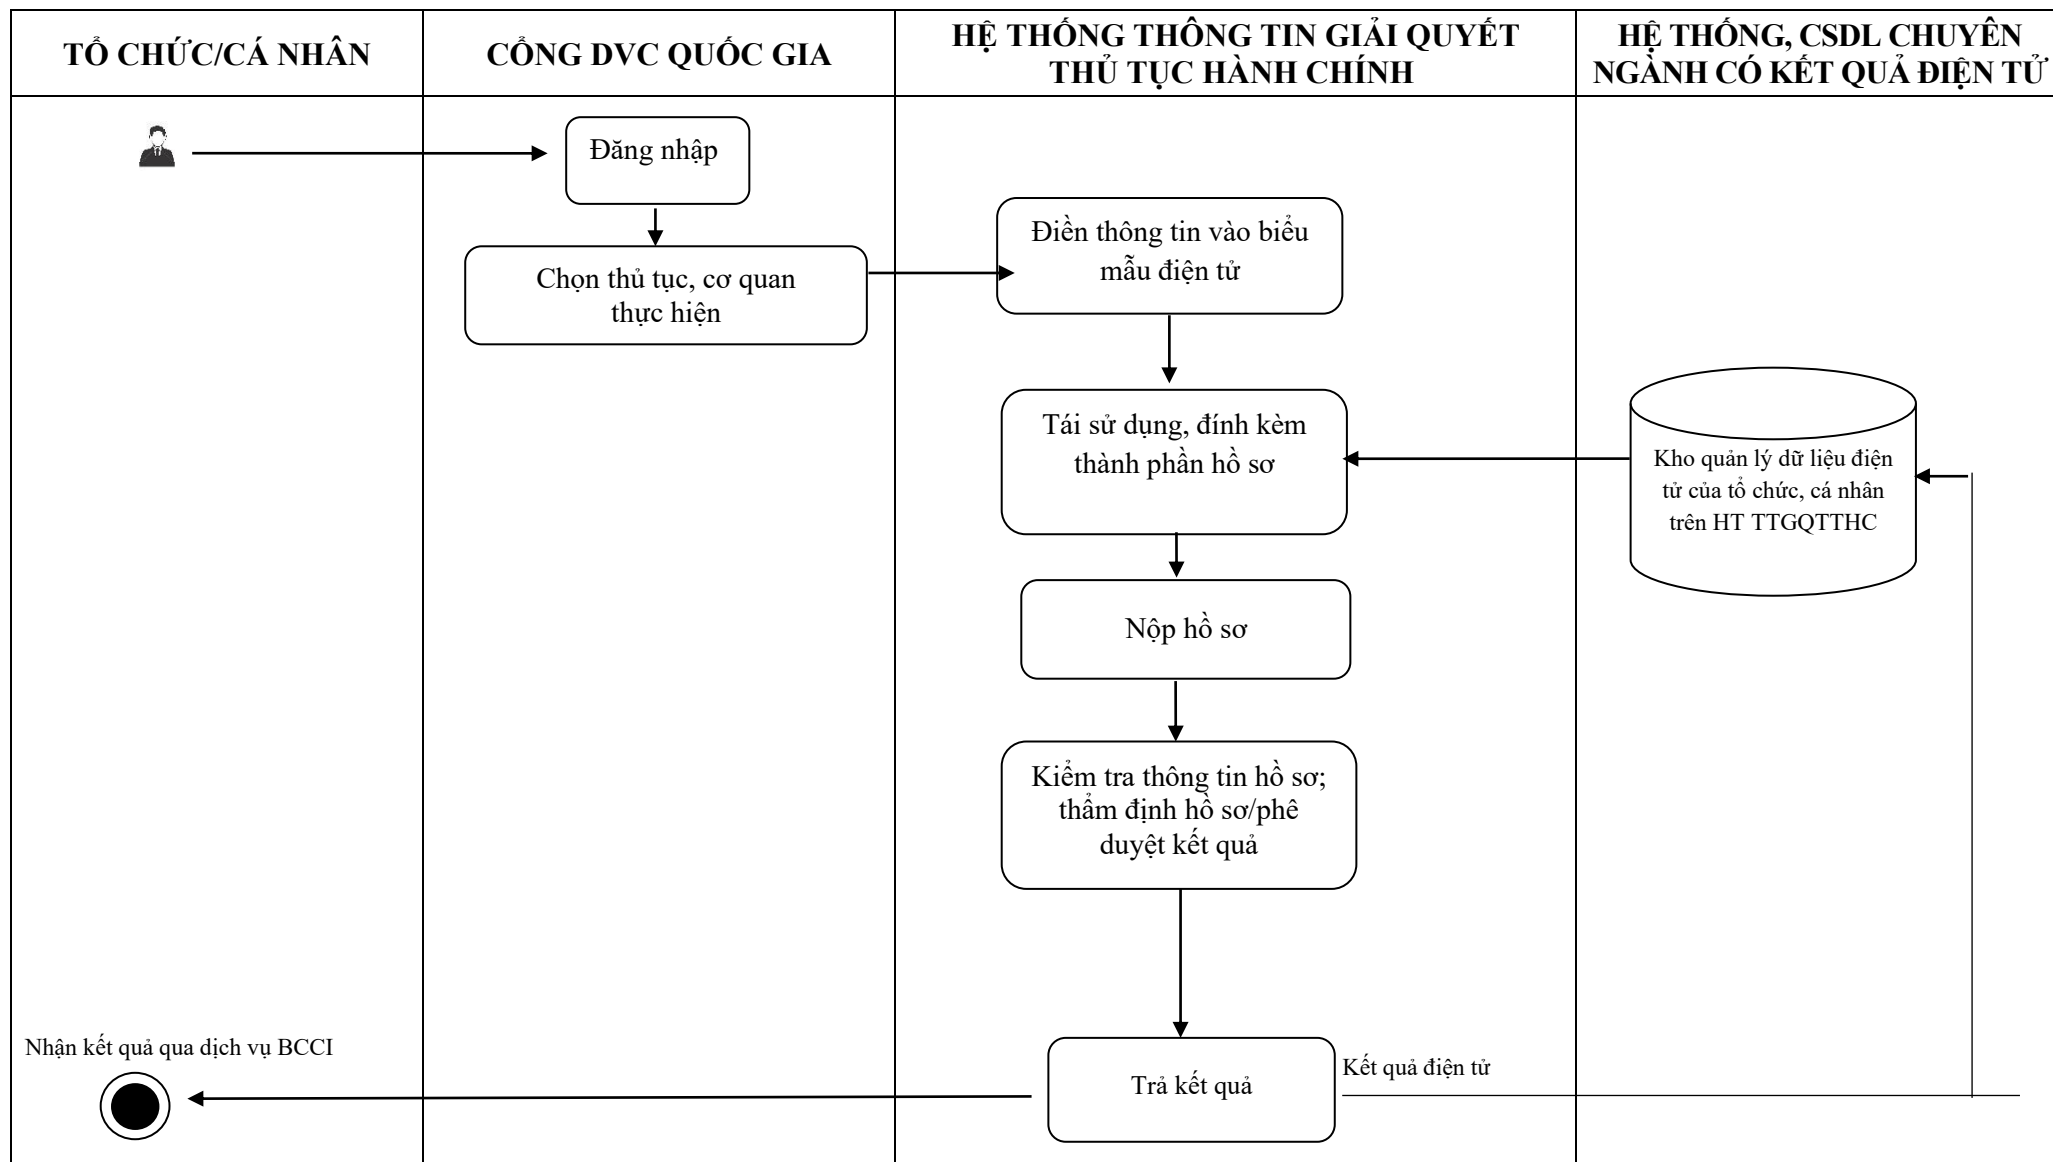 TỔ CHỨC/CÁ NHÂN
CỔNG DVC QUỐC GIA
HỆ THỐNG THÔNG TIN GIẢI QUYẾT
THỦ TỤC HÀNH CHÍNH
HỆ THỐNG, CSDL CHUYÊN
NGÀNH CÓ KẾT QUẢ ĐIỆN TỬ
Đăng nhập
Chọn thủ tục, cơ quan
thực hiện
Điền thông tin vào biểu
mẫu điện tử
Tái sử dụng, đính kèm
thành phần hồ sơ
Kho quản lý dữ liệu điện
tử của tổ chức, cá nhân
trên HT TTGQTTHC
Nộp hồ sơ
Kiểm tra thông tin hồ sơ;
thẩm định hồ sơ/phê
duyệt kết quả
Nhận kết quả qua dịch vụ BCCI
Trả kết quả
Kết quả điện tử